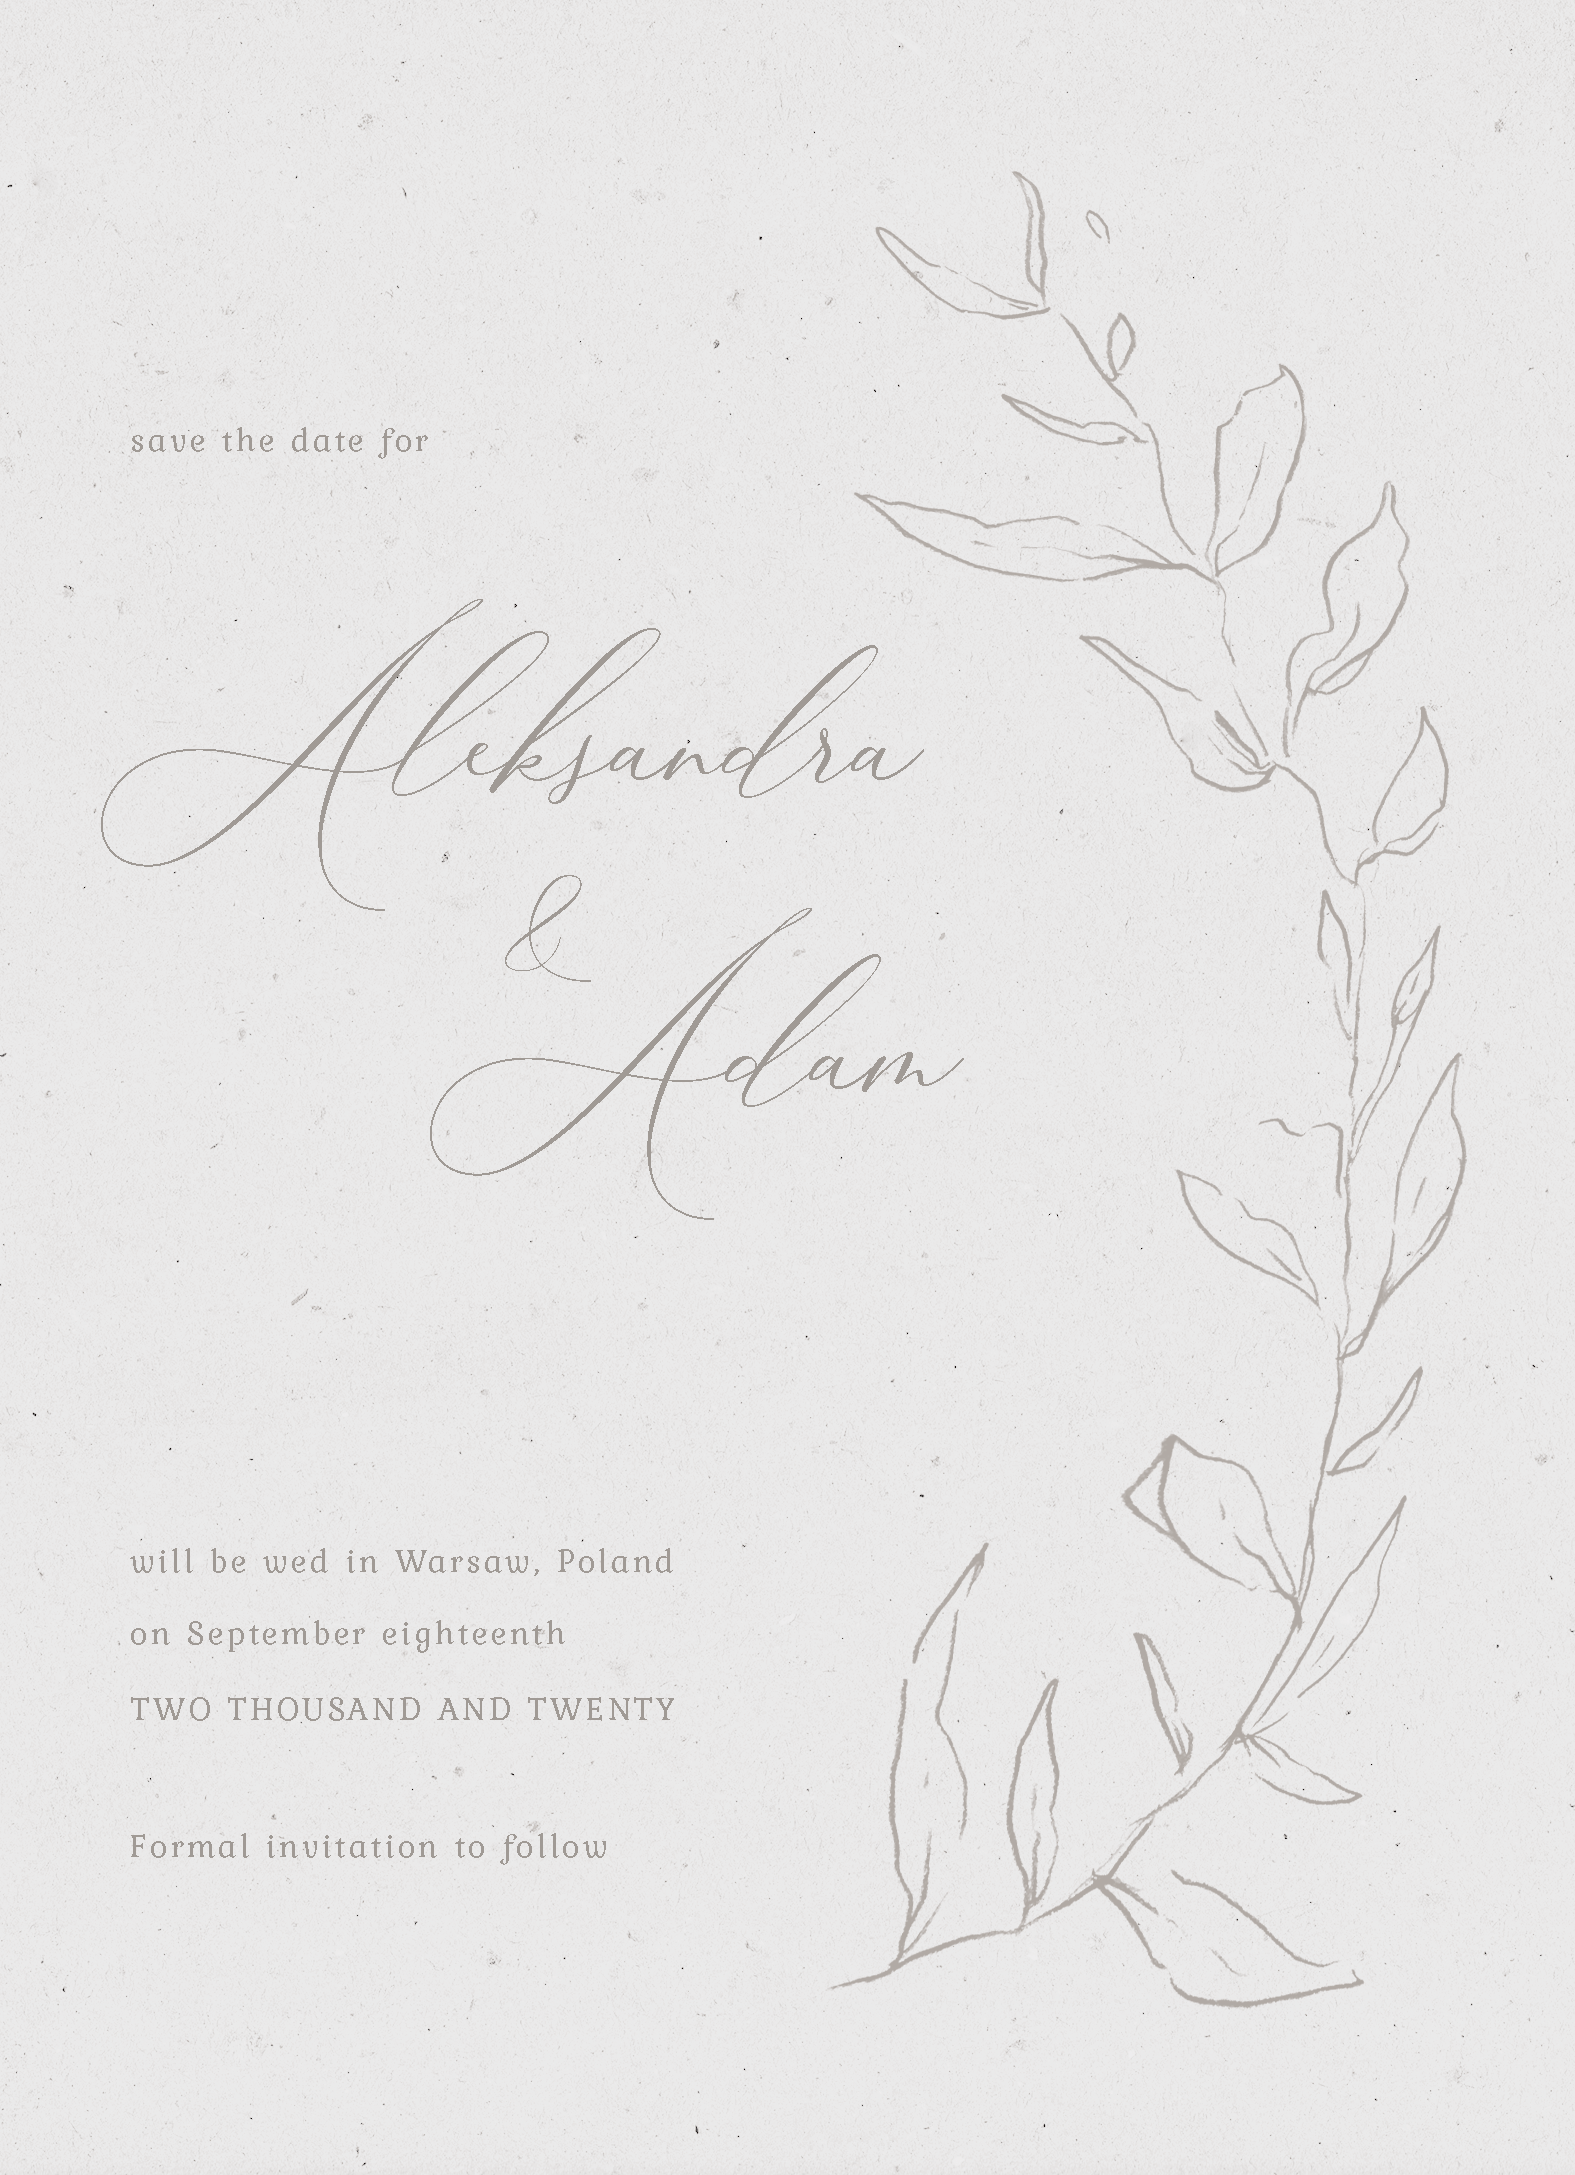 save the date for
Aleksandra
&
Adam
will be wed in Warsaw, Poland
on September eighteenth
TWO THOUSAND AND TWENTY
Formal invitation to follow